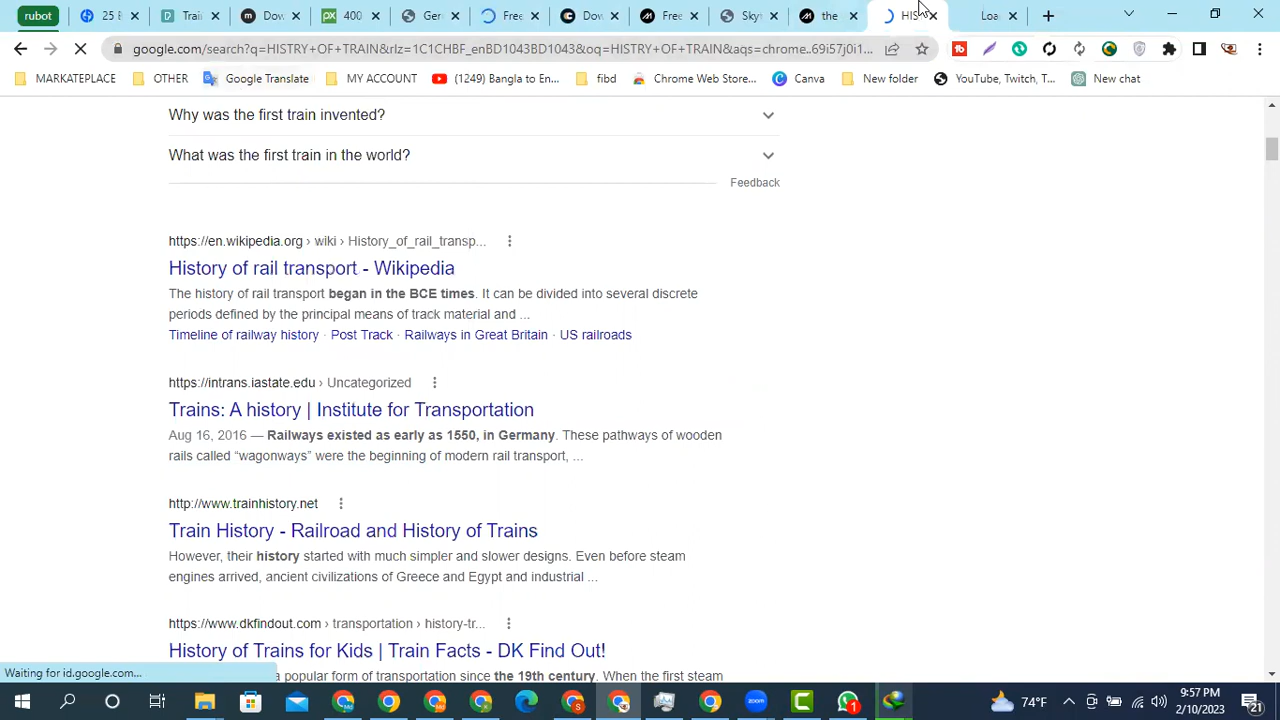 25 E
Train
Dov
400
Ger
Free
Dov
Free
Sky
the
HIS
Loa
google.com/search?q=HISTRY+OF+TRAIN&rlz=1C1CHBF_enBD1043BD1043&oq=HISTRY+OF+TRAIN&aqs=chrome..69i57j0i1...
rubot
MARKATEPLACE
OTHER
Google Translate
MY ACCOUNT
(1249) Bangla to En...
fibd
Chrome Web Store...
Canva
New folder
YouTube, Twitch, T...
New chat
Why was the first train invented?
What was the first train in the world?
Feedback
https://en.wikipedia.org › wiki › History_of_rail_transp...
History of rail transport - Wikipedia
The history of rail transport began in the BCE times. It can be divided into several discrete
periods defined by the principal means of track material and ...
Timeline of railway history · Post Track · Railways in Great Britain · US railroads
https://intrans.iastate.edu › Uncategorized
Trains: A history | Institute for Transportation
Aug 16, 2016 — Railways existed as early as 1550, in Germany. These pathways of wooden
rails called “wagonways” were the beginning of modern rail transport, ...
http://www.trainhistory.net
Train History - Railroad and History of Trains
However, their history started with much simpler and slower designs. Even before steam
engines arrived, ancient civilizations of Greece and Egypt and industrial ...
https://www.dkfindout.com › transportation › history-tr...
History of Trains for Kids | Train Facts - DK Find Out!
a popular form of transportation since the 19th century. When the first steam
Waiting for id.google.com...
74°F
9:57 PM
2/10/2023
21